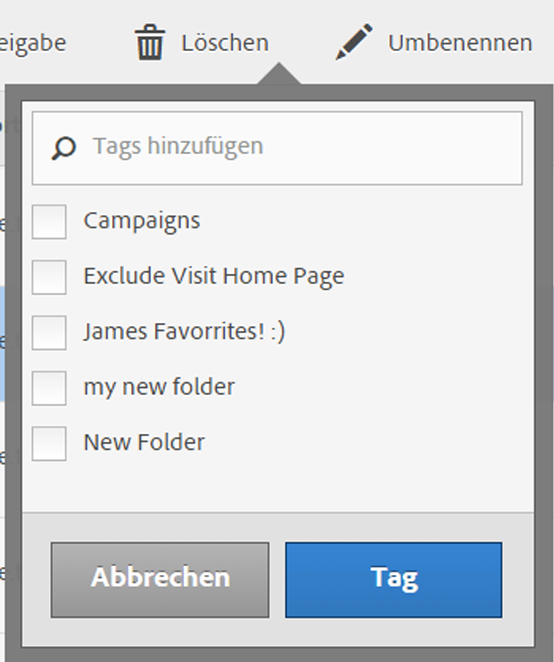 eigabe Löschen Umbenennen
Tags hinzufügen
Campaigns
Exclude Visit Home Page
James Favorrites! :)
my new folder
New Folder
Abbrechen Tag